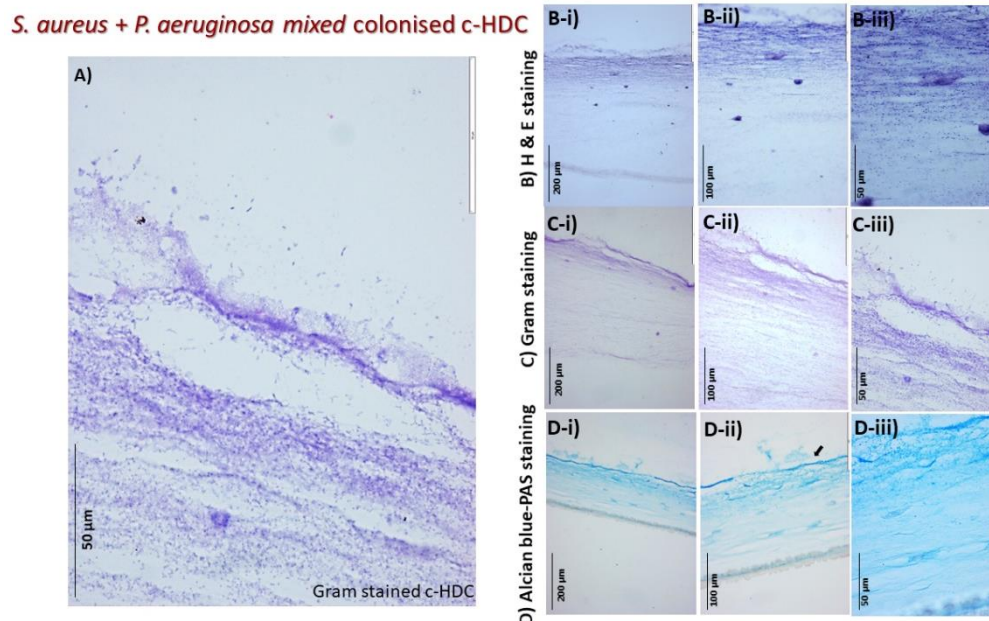 S. aureus + P. aeruginosa mixed colonised c-HDC
A)
50 µm
Gram stained c-HDC
B) H & E staining
B-i)
200 µm
B-ii)
100 µm
B-iii)
50 µm
C) Gram staining
C-i)
200 µm
C-ii)
100 µm
C-iii)
50 µm
D) Alcian blue-PAS staining
D-i)
200 µm
D-ii)
100 µm
D-iii)
50 µm